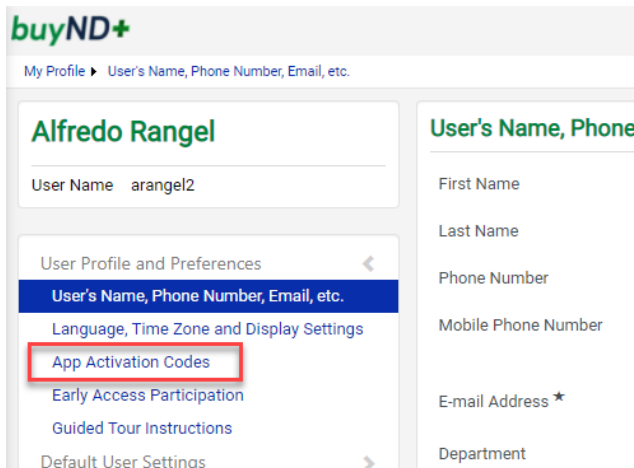 buyND+
My Profile ▶ User's Name, Phone Number, Email, etc.
Alfredo Rangel
User Name arangel2
User Profile and Preferences
User's Name, Phone Number, Email, etc.
Language, Time Zone and Display Settings
App Activation Codes
Early Access Participation
Guided Tour Instructions
Default User Settings
User's Name, Phone
First Name
Last Name
Phone Number
Mobile Phone Number
E-mail Address ★
Department